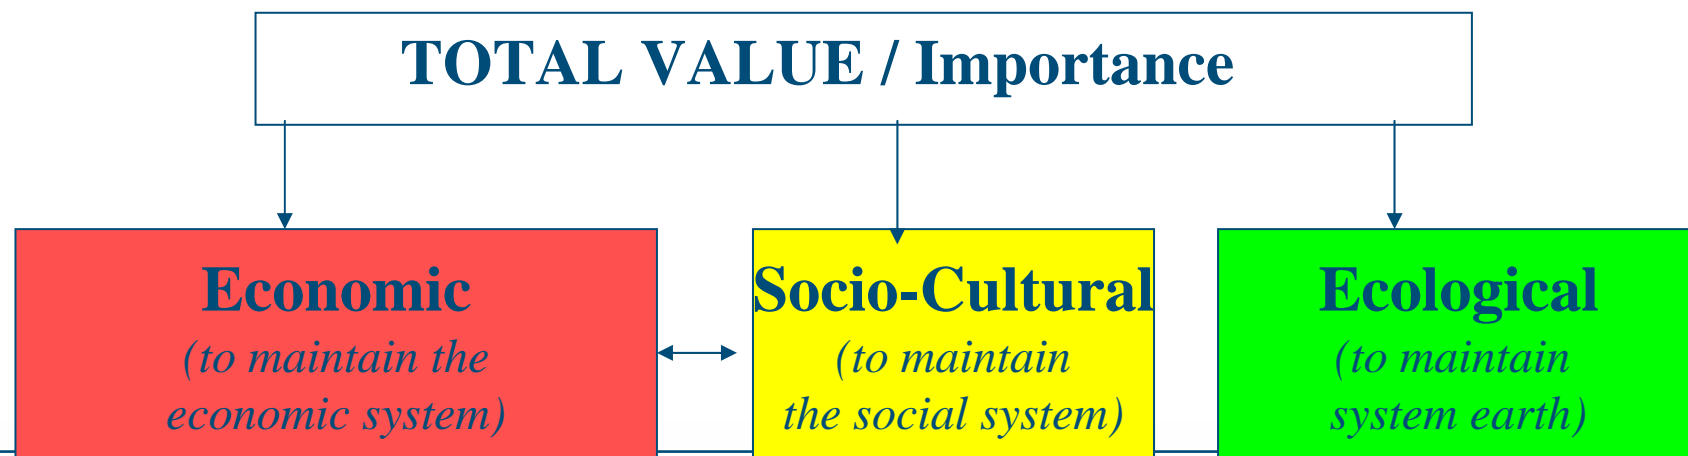 TOTAL VALUE / Importance
Economic
(to maintain the
economic system)
Socio-Cultural
(to maintain
the social system)
Ecological
(to maintain
system earth)